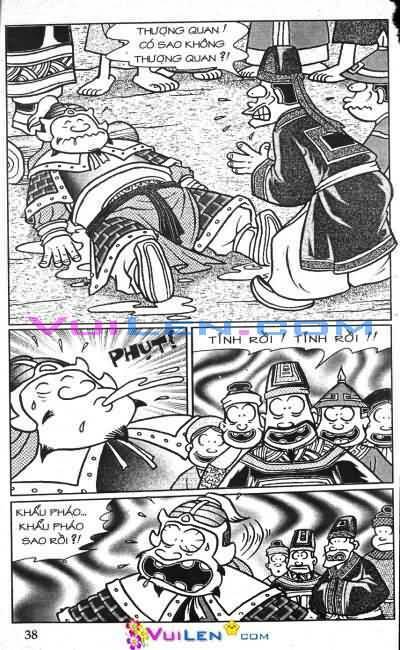 THƯỢNG QUAN!
CÓ SAO KHÔNG
THƯỢNG QUAN?!
VuiLen.com
PHỤT!
TỈNH RỒI! TỈNH RỒI!!
KHẨU PHÁO...
KHẨU PHÁO
SAO RỒI?!
38
VuiLen.com